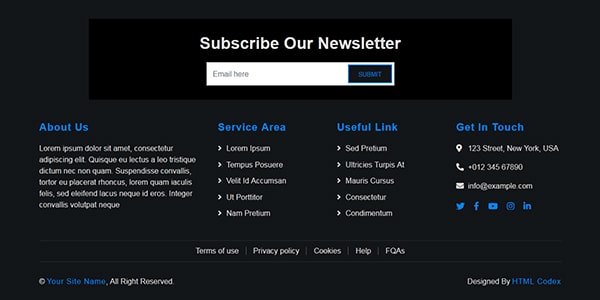 Subscribe Our Newsletter
Email here
SUBMIT
About Us
Lorem ipsum dolor sit amet, consectetur
adipiscing elit. Quisque eu lectus a leo tristique
dictum nec non quam. Suspendisse convallis,
tortor eu placerat rhoncus, lorem quam iaculis
felis, sed eleifend lacus neque id eros. Integer
convallis volutpat neque
Service Area
Lorem Ipsum
Tempus Posuere
Velit Id Accumsan
Ut Porttitor
Nam Pretium
Useful Link
Sed Pretium
Ultricies Turpis At
Mauris Cursus
Consectetur
Condimentum
Get In Touch
123 Street, New York, USA
+012 345 67890
info@example.com
Terms of use | Privacy policy | Cookies | Help | FQAs
© Your Site Name, All Right Reserved.
Designed By HTML Codex